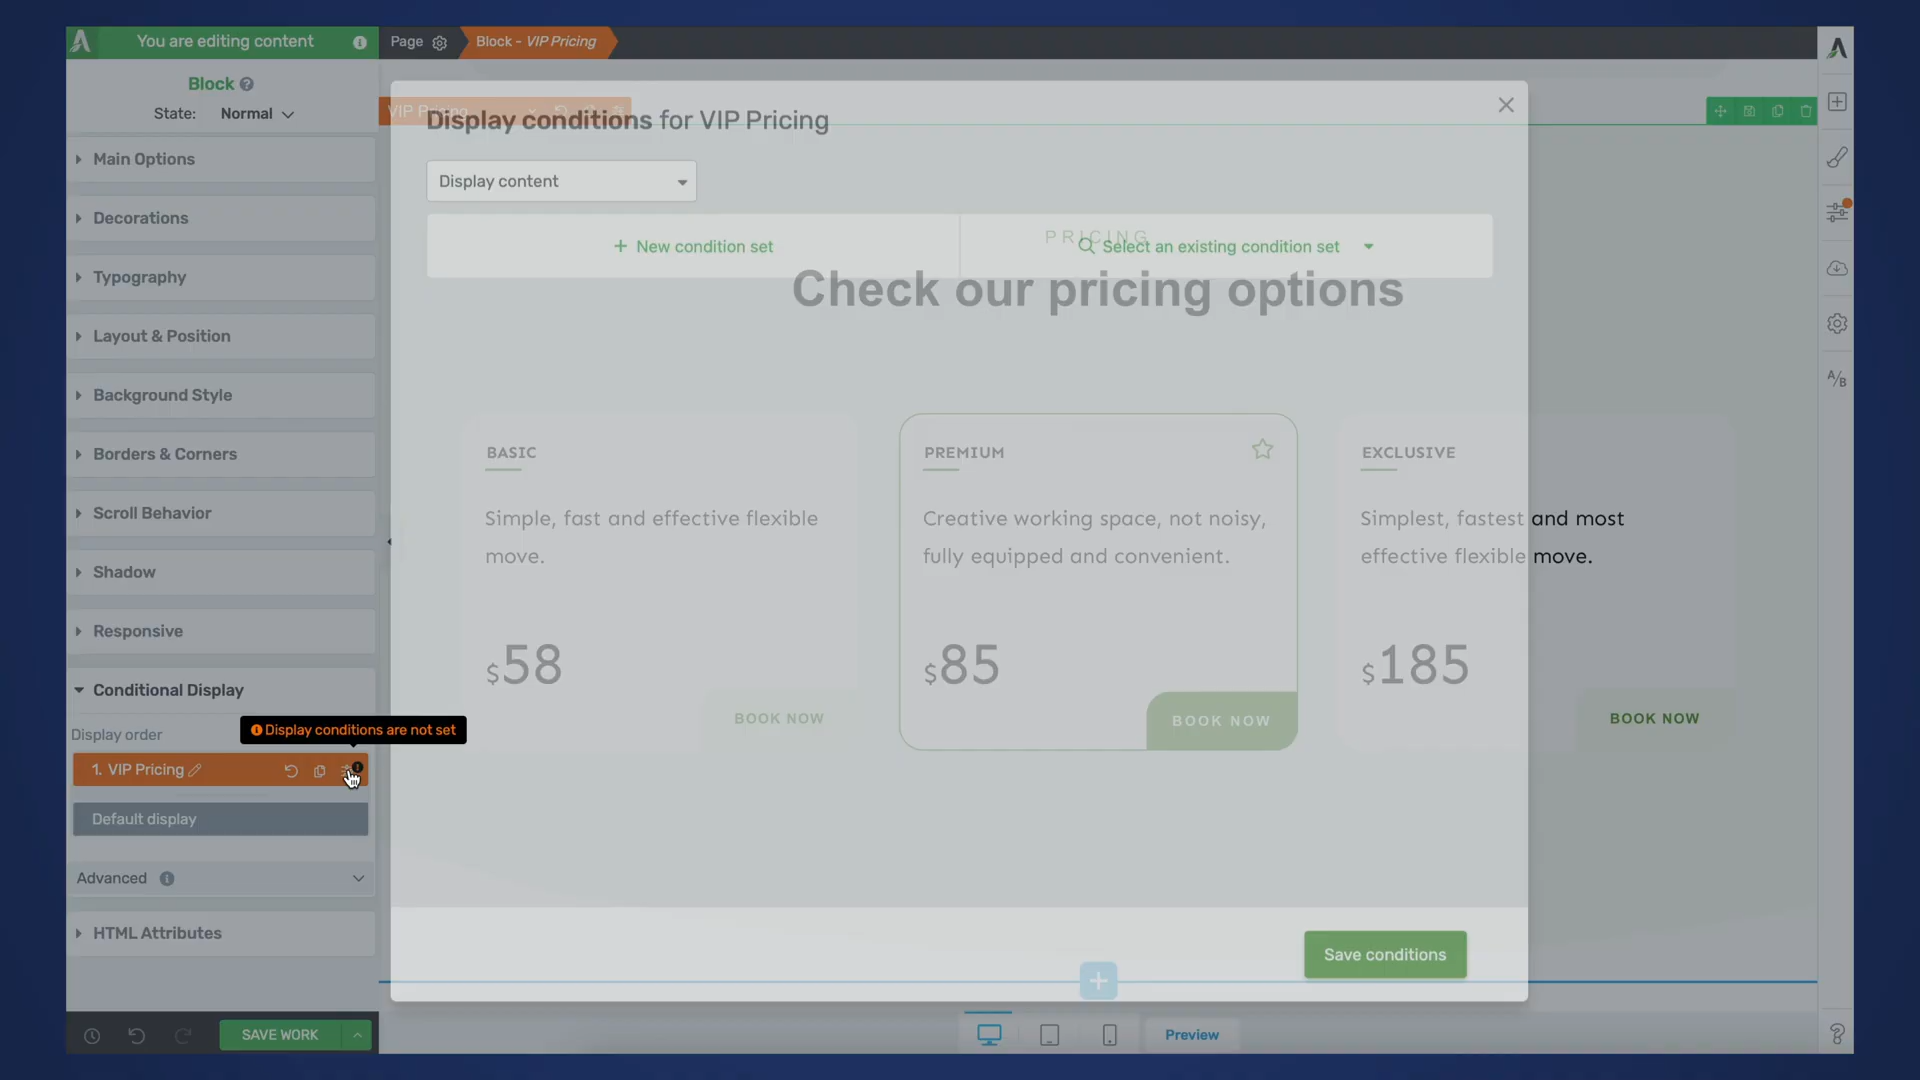 You are editing content
Page
Block - VIP Pricing
Block
State: Normal
Main Options
Decorations
Typography
Layout & Position
Background Style
Borders & Corners
Scroll Behavior
Shadow
Responsive
Conditional Display
Display conditions are not set
Display order
1. VIP Pricing
Default display
Advanced
HTML Attributes
SAVE WORK
VIP Pricing
Display conditions for VIP Pricing
Display content
+ New condition set
Select an existing condition set
PRICING
Check our pricing options
BASIC
Simple, fast and effective flexible
move.
$58
BOOK NOW
PREMIUM
Creative working space, not noisy,
fully equipped and convenient.
$85
BOOK NOW
EXCLUSIVE
Simplest, fastest and most
effective flexible move.
$185
BOOK NOW
Save conditions
Preview
A/B